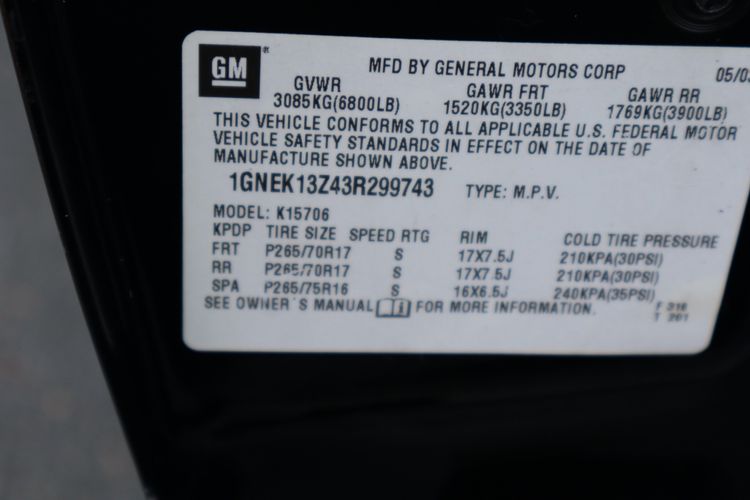 GM
MFD BY GENERAL MOTORS CORP 05/03
GVWR GAWR FRT GAWR RR
3085KG(6800LB) 1520KG(3350LB) 1769KG(3900LB)
THIS VEHICLE CONFORMS TO ALL APPLICABLE U.S. FEDERAL MOTOR
VEHICLE SAFETY STANDARDS IN EFFECT ON THE DATE OF
MANUFACTURE SHOWN ABOVE.
1GNEK13Z43R299743 TYPE: M.P.V.
MODEL: K15706
KPDP TIRE SIZE SPEED RTG RIM COLD TIRE PRESSURE
FRT P265/70R17 S 17X7.5J 210KPA(30PSI)
RR P265/70R17 S 17X7.5J 210KPA(30PSI)
SPA P265/75R16 S 16X6.5J 240KPA(35PSI)
SEE OWNER'S MANUAL FOR MORE INFORMATION.
F 316
T 261